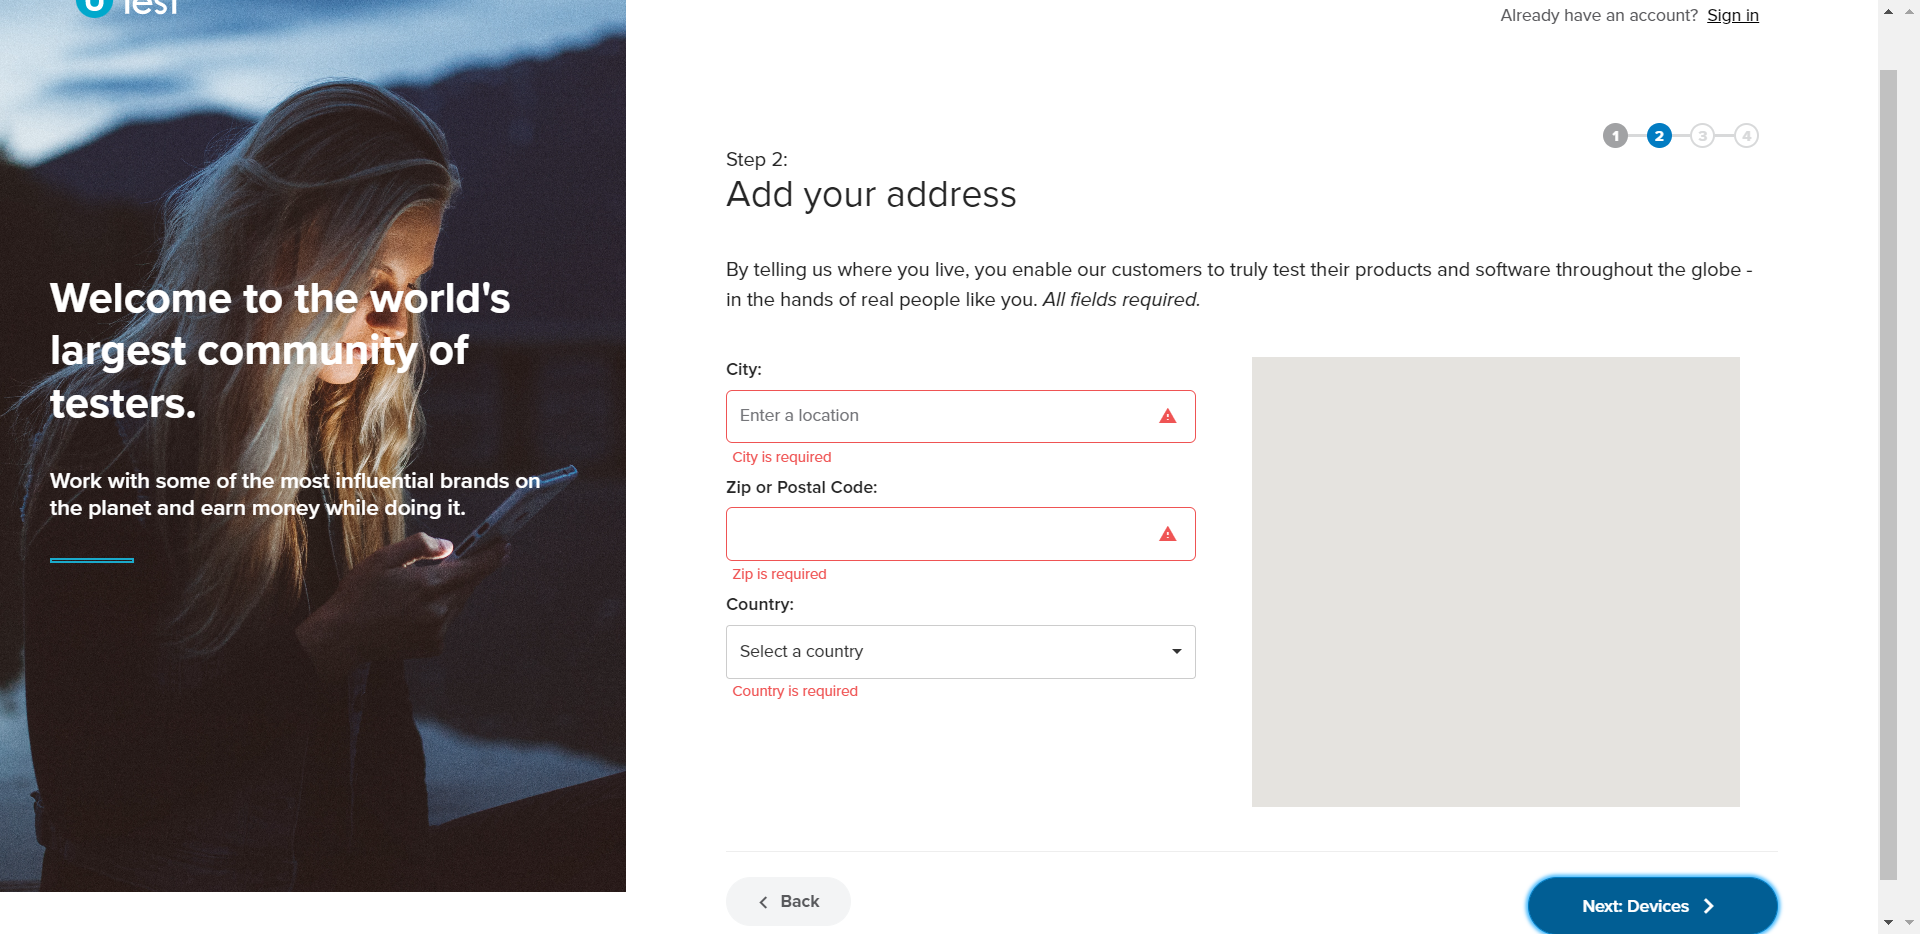 Test
Already have an account? Sign in
1 2 3 4
Step 2:
Add your address
By telling us where you live, you enable our customers to truly test their products and software throughout the globe -
in the hands of real people like you. All fields required.
Welcome to the world's
largest community of
testers.
Work with some of the most influential brands on
the planet and earn money while doing it.
City:
Enter a location
City is required
Zip or Postal Code:
Zip is required
Country:
Select a country
Country is required
Back
Next: Devices